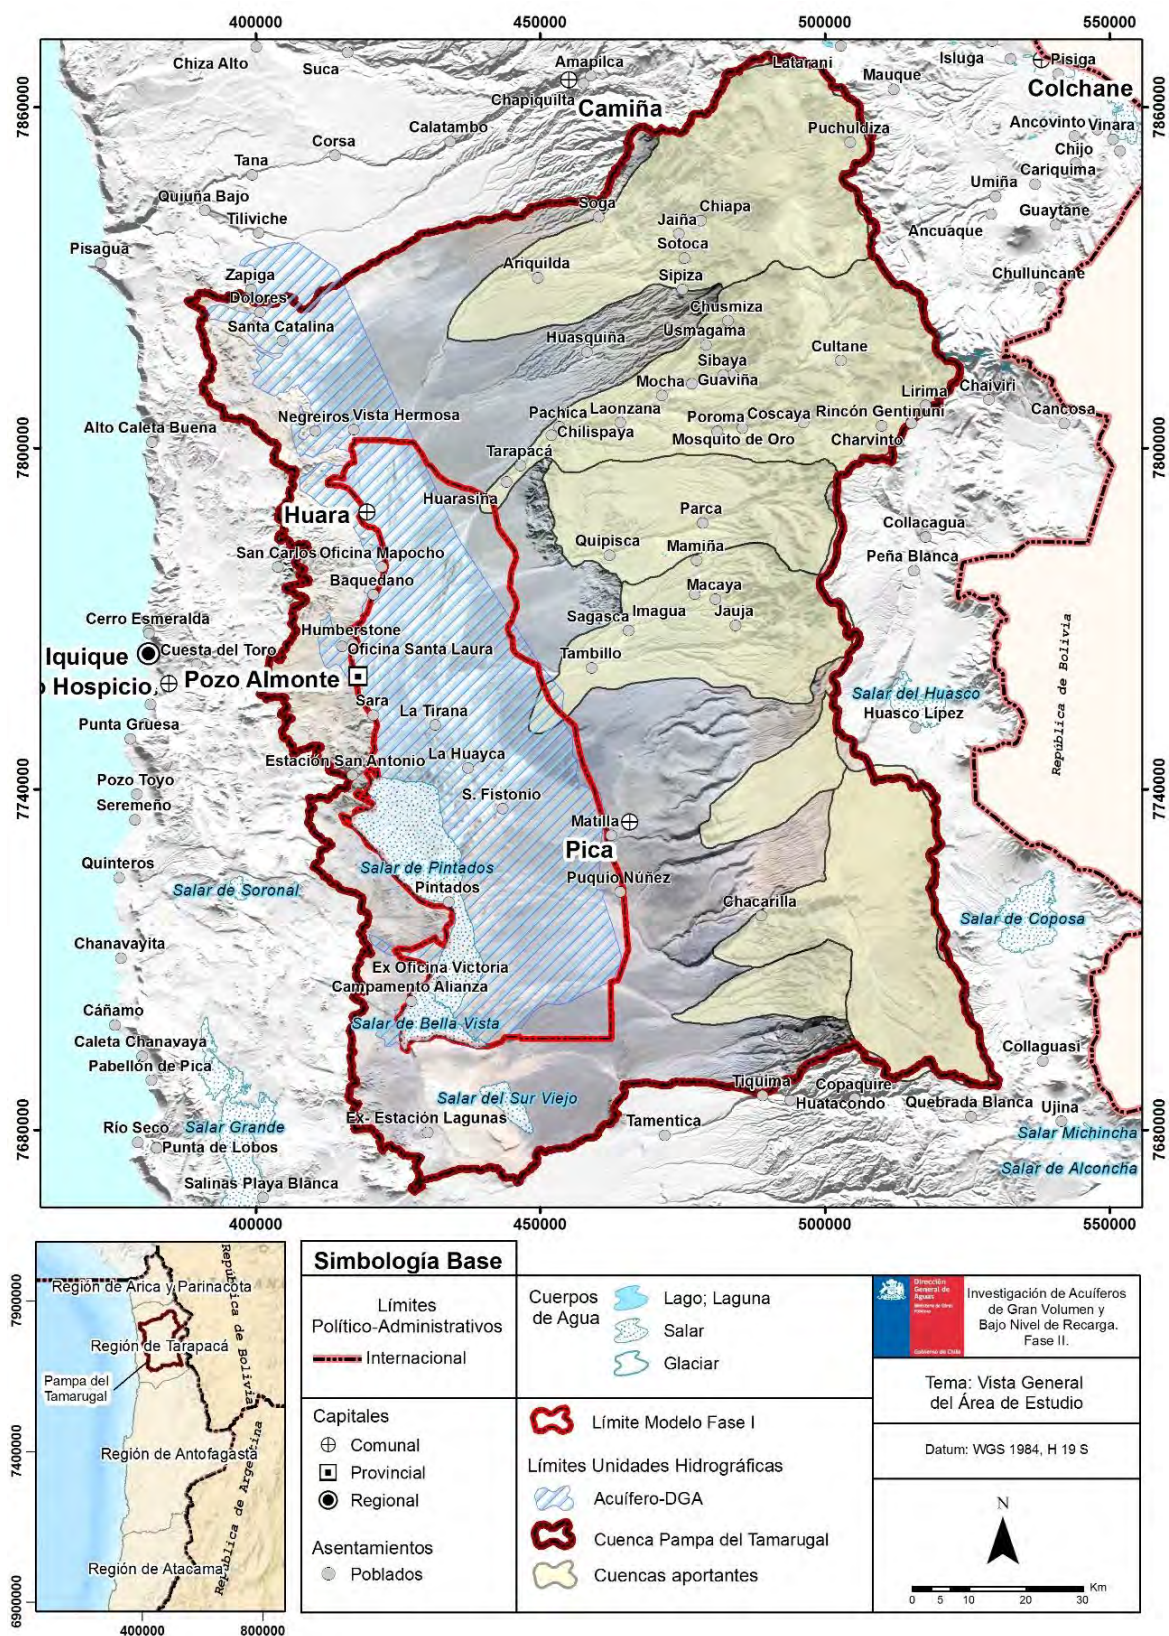 400000
450000
500000
550000
Chiza Alto
Suca
Amapilca
Chapiquilta
Camiña
Latarani
Mauque
Isluga
Pisiga
Colchane
7860000
7860000
Calatambo
Corsa
Tana
Puchuldiza
Ancovinto
Vinara
Chijo
Cariquima
Umiña
Guaytane
Ancuaque
Quiuña Bajo
Tiliviche
Soga
Chiapa
Jaiña
Sotoca
Pisagua
Ariquilda
Sipiza
Chulluncane
Zapiga
Dolores
Santa Catalina
Chusmiza
Huasquiña
Usmagama
Sibaya
Cultane
Mocha
Guaviña
Lirima
Chaiviri
Cancosa
Alto Caleta Buena
Negreiros
Vista Hermosa
Pachica
Laonzana
Chilispaya
Poroma
Coscaya
Rincón Gentinuni
Mosquito de Oro
Charvinto
7800000
7800000
Tarapacá
Huarasiña
Huara
Parca
Collacagua
San Carlos
Oficina Mapocho
Quipisca
Mamiña
Peña Blanca
Baquedano
Macaya
Imagua
Jauja
Sagasca
Cerro Esmeralda
Humberstone
Cuesta del Toro
Oficina Santa Laura
Iquique
Tambillo
o Hospicio
Pozo Almonte
Salar del Huasco
Huasco Lípez
República de Bolivia
Sara
La Tirana
Punta Gruesa
Estación San Antonio
La Huayca
Pozo Toyo
S. Fistonio
7740000
7740000
Seremeño
Matilla
Pica
Quinteros
Salar de Soronal
Salar de Pintados
Pintados
Puquio Núñez
Chacarilla
Salar de Coposa
Chanavayita
Ex Oficina Victoria
Campamento Alianza
Cáñamo
Salar de Bella Vista
Caleta Chanavaya
Collaguasi
Pabellón de Pica
Tiquima
Copaquire
Huatacondo
Quebrada Blanca
Ujina
Salar del Sur Viejo
Río Seco
Salar Grande
Ex- Estación Lagunas
Tamentica
Salar Michincha
7680000
7680000
Punta de Lobos
Salar de Alconcha
Salinas Playa Blanca
400000
450000
500000
550000
Región de Arica y Parinacota
Región de Tarapacá
Pampa del
Tamarugal
República de Bolivia
Región de Antofagasta
República de Argentina
Región de Atacama
7900000
7400000
6900000
400000
800000
Simbología Base
Límites
Político-Administrativos
Internacional
Cuerpos
de Agua
Lago; Laguna
Salar
Glaciar
Capitales
Comunal
Provincial
Regional
Asentamientos
Poblados
Límite Modelo Fase I
Límites Unidades Hidrográficas
Acuífero-DGA
Cuenca Pampa del Tamarugal
Cuencas aportantes
Dirección
General de
Aguas
Gobierno de Chile
Investigación de Acuíferos
de Gran Volumen y
Bajo Nivel de Recarga.
Fase II.
Tema: Vista General
del Área de Estudio
Datum: WGS 1984, H 19 S
N
Km
0 5 10 20 30